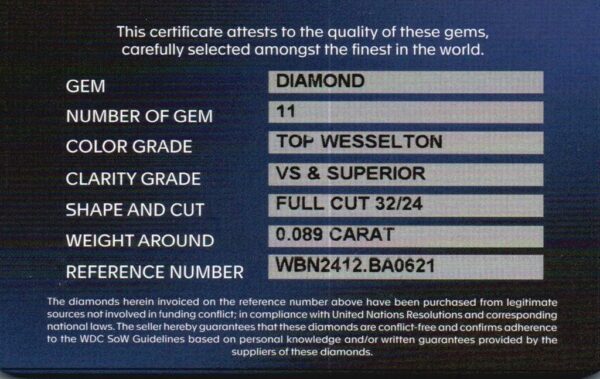 This certificate attests to the quality of these gems,
carefully selected amongst the finest in the world.
GEM DIAMOND
NUMBER OF GEM 11
COLOR GRADE TOP WESSELTON
CLARITY GRADE VS & SUPERIOR
SHAPE AND CUT FULL CUT 32/24
WEIGHT AROUND 0.089 CARAT
REFERENCE NUMBER WBN2412.BA0621
The diamonds herein invoiced on the reference number above have been purchased from legitimate
sources not involved in funding conflict; in compliance with United Nations Resolutions and corresponding
national laws. The seller hereby guarantees that these diamonds are conflict-free and confirms adherence
to the WDC SoW Guidelines based on personal knowledge and/or written guarantees provided by the
suppliers of these diamonds.